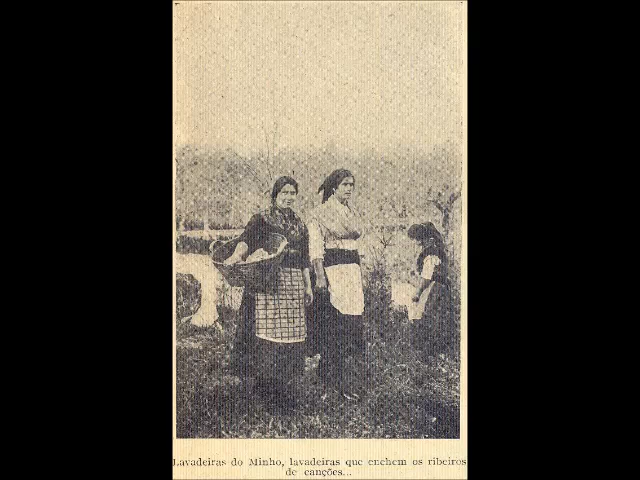 Lavadeiras do Minho, lavadeiras que enchem os ribeiros
de canções...